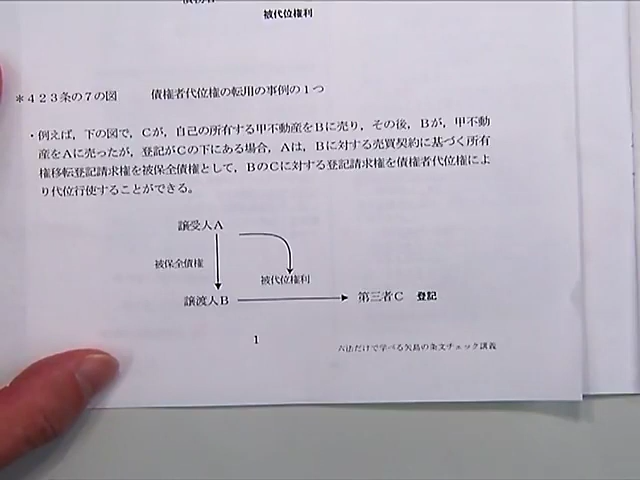 被代位権利
＊４２３条の７の図　債権者代位権の転用の事例の１つ
・例えば，下の図で，Ｃが，自己の所有する甲不動産をＢに売り，その後，Ｂが，甲不動
産をＡに売ったが，登記がＣの下にある場合，Ａは，Ｂに対する売買契約に基づく所有
権移転登記請求権を被保全債権として，ＢのＣに対する登記請求権を債権者代位権によ
り代位行使することができる。
譲受人Ａ
被保全債権
被代位権利
譲渡人Ｂ
第三者Ｃ　登記
1
六法だけで学べる矢島の条文チェック講義